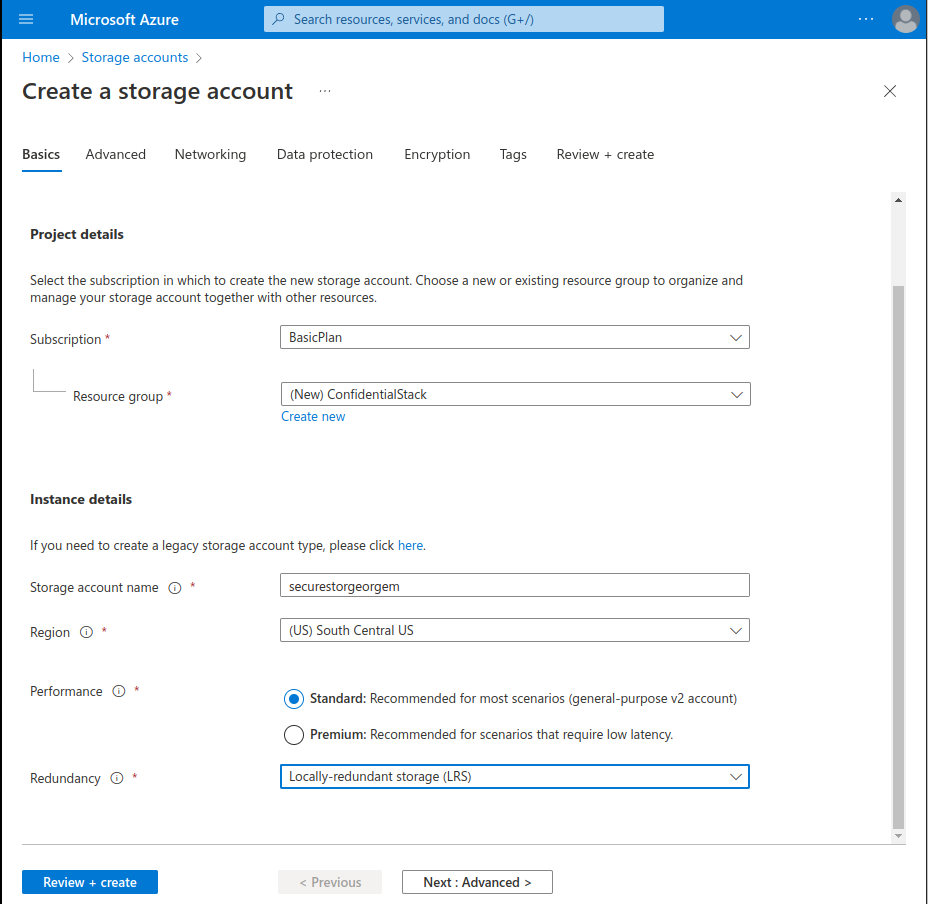 Microsoft Azure
Search resources, services, and docs (G+/)
...
Home > Storage accounts >
Create a storage account ...
Basics Advanced Networking Data protection Encryption Tags Review + create
Project details
Select the subscription in which to create the new storage account. Choose a new or existing resource group to organize and
manage your storage account together with other resources.
Subscription *
BasicPlan
Resource group *
(New) ConfidentialStack
Create new
Instance details
If you need to create a legacy storage account type, please click here.
Storage account name *
securestorgeorgem
Region *
(US) South Central US
Performance *
Standard: Recommended for most scenarios (general-purpose v2 account)
Premium: Recommended for scenarios that require low latency.
Redundancy *
Locally-redundant storage (LRS)
Review + create
< Previous
Next : Advanced >